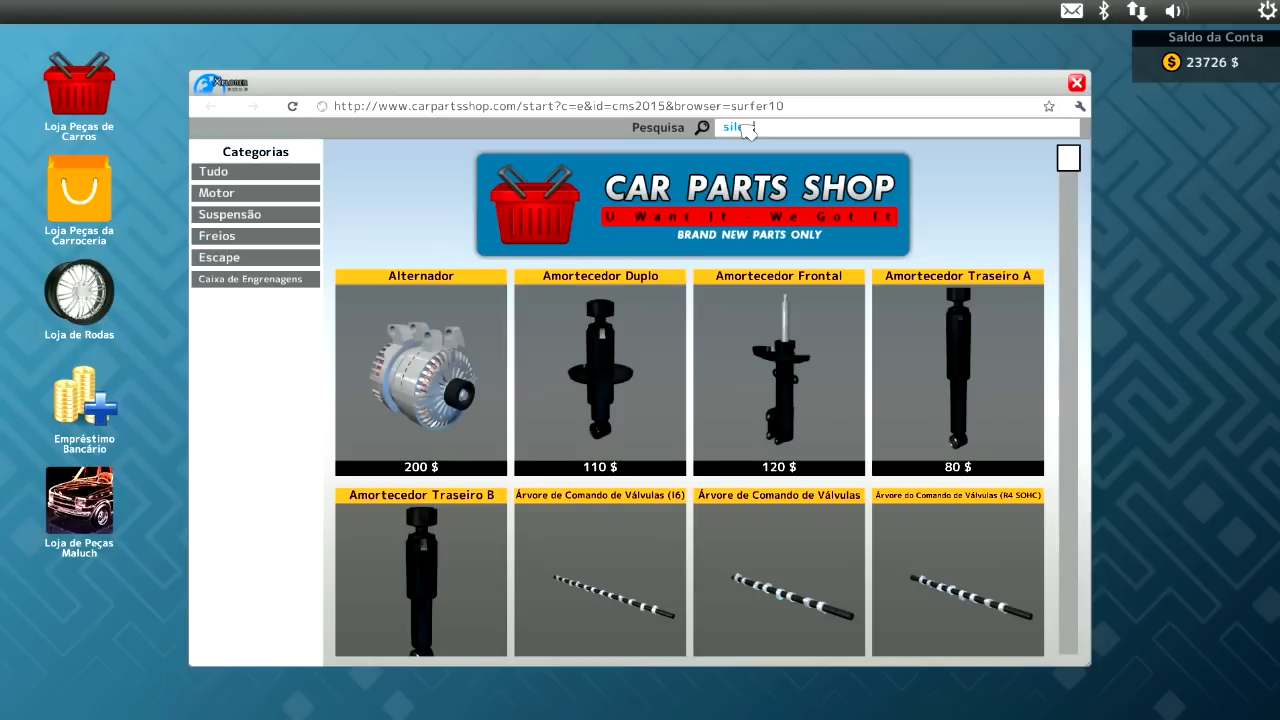 Saldo da Conta
23726 $
Loja Peças de
Carros
Loja Peças da
Carroceria
Loja de Rodas
Empréstimo
Bancário
Loja de Peças
Maluch
http://www.carpartsshop.com/start?c=e&id=cms2015&browser=surfer10
Pesquisa
Categorias
Tudo
Motor
Suspensão
Freios
Escape
Caixa de Engrenagens
CAR PARTS SHOP
U Want It - We Got It
BRAND NEW PARTS ONLY
Alternador
200 $
Amortecedor Duplo
110 $
Amortecedor Frontal
120 $
Amortecedor Traseiro A
80 $
Amortecedor Traseiro B
Árvore de Comando de Válvulas (I6)
Árvore de Comando de Válvulas
Árvore do Comando de Válvulas (R4 SOHC)